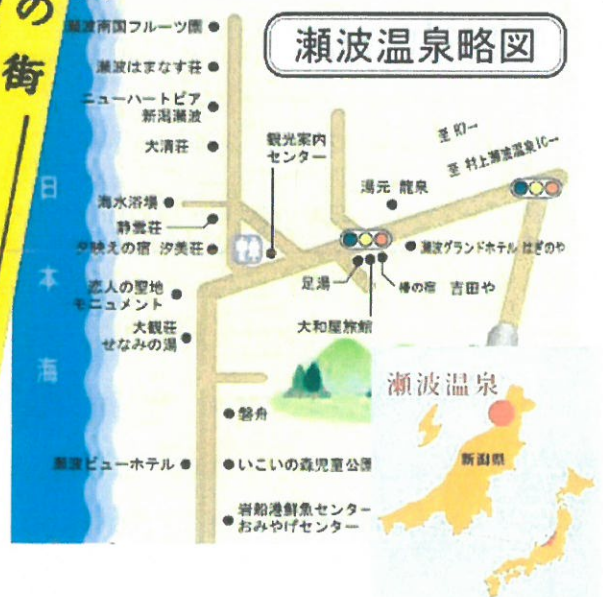 の
街
瀬波温泉略図
瀬波南国フルーツ園
瀬波はまなす荘
ニューハートピア
新潟瀬波
大清荘
観光案内
センター
至 R7→
至 村上瀬波温泉IC→
湯元 龍泉
海水浴場
静雲荘
夕映えの宿 汐美荘
瀬波グランドホテル はぎのや
足湯
椿の宿 吉田や
大和屋旅館
恋人の聖地
モニュメント
大観荘
せなみの湯
日本海
磐舟
瀬波ビューホテル
いこいの森児童公園
岩船港鮮魚センター
おみやげセンター
瀬波温泉
新潟県